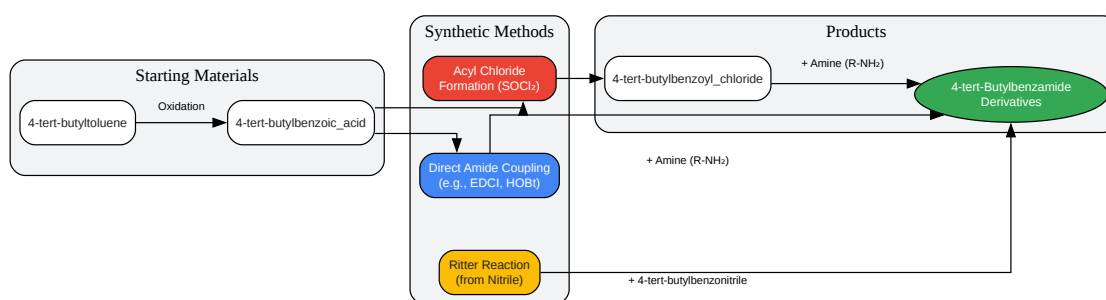 Synthetic Methods
Products
Starting Materials
Acyl Chloride
Formation (SOCl₂)
4-tert-butylbenzoyl_chloride
+ Amine (R-NH₂)
4-tert-Butylbenzamide
Derivatives
Oxidation
4-tert-butyltoluene
4-tert-butylbenzoic_acid
Direct Amide Coupling
(e.g., EDCI, HOBt)
+ Amine (R-NH₂)
Ritter Reaction
(from Nitrile)
+ 4-tert-butylbenzonitrile